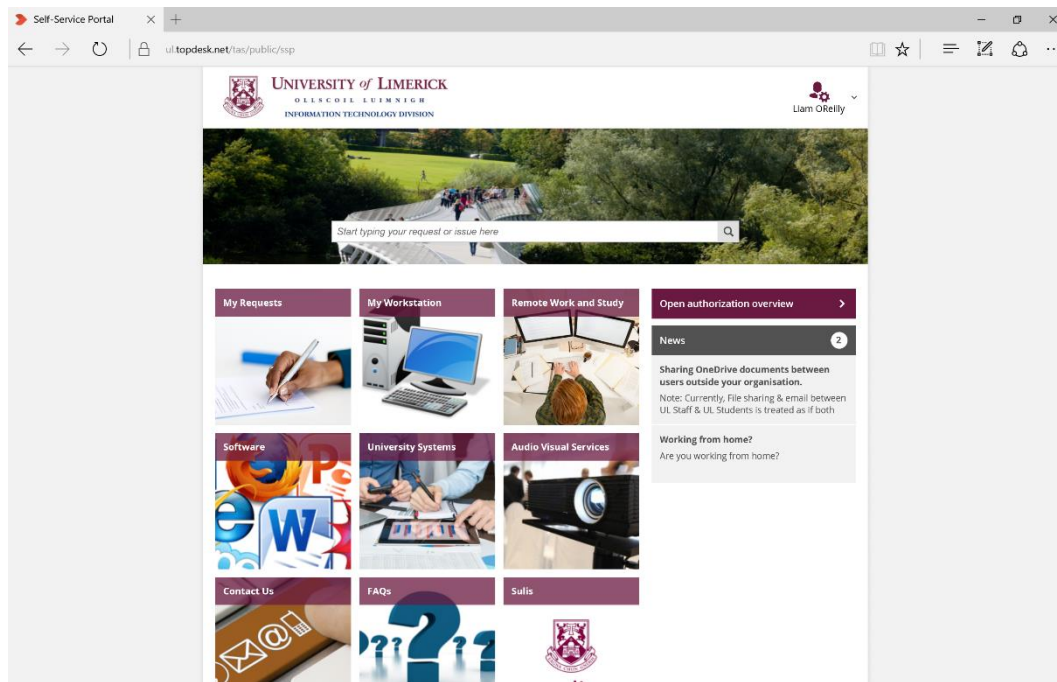 Self-Service Portal
ul.topdesk.net/tas/public/ssp
UNIVERSITY of LIMERICK
OLLSCOIL LUIMNIGH
INFORMATION TECHNOLOGY DIVISION
Liam OReilly
Start typing your request or issue here
My Requests
My Workstation
Remote Work and Study
Open authorization overview
News
2
Sharing OneDrive documents between
users outside your organisation.
Note: Currently, File sharing & email between
UL Staff & UL Students is treated as if both
Working from home?
Are you working from home?
Software
University Systems
Audio Visual Services
Contact Us
FAQs
Sulis